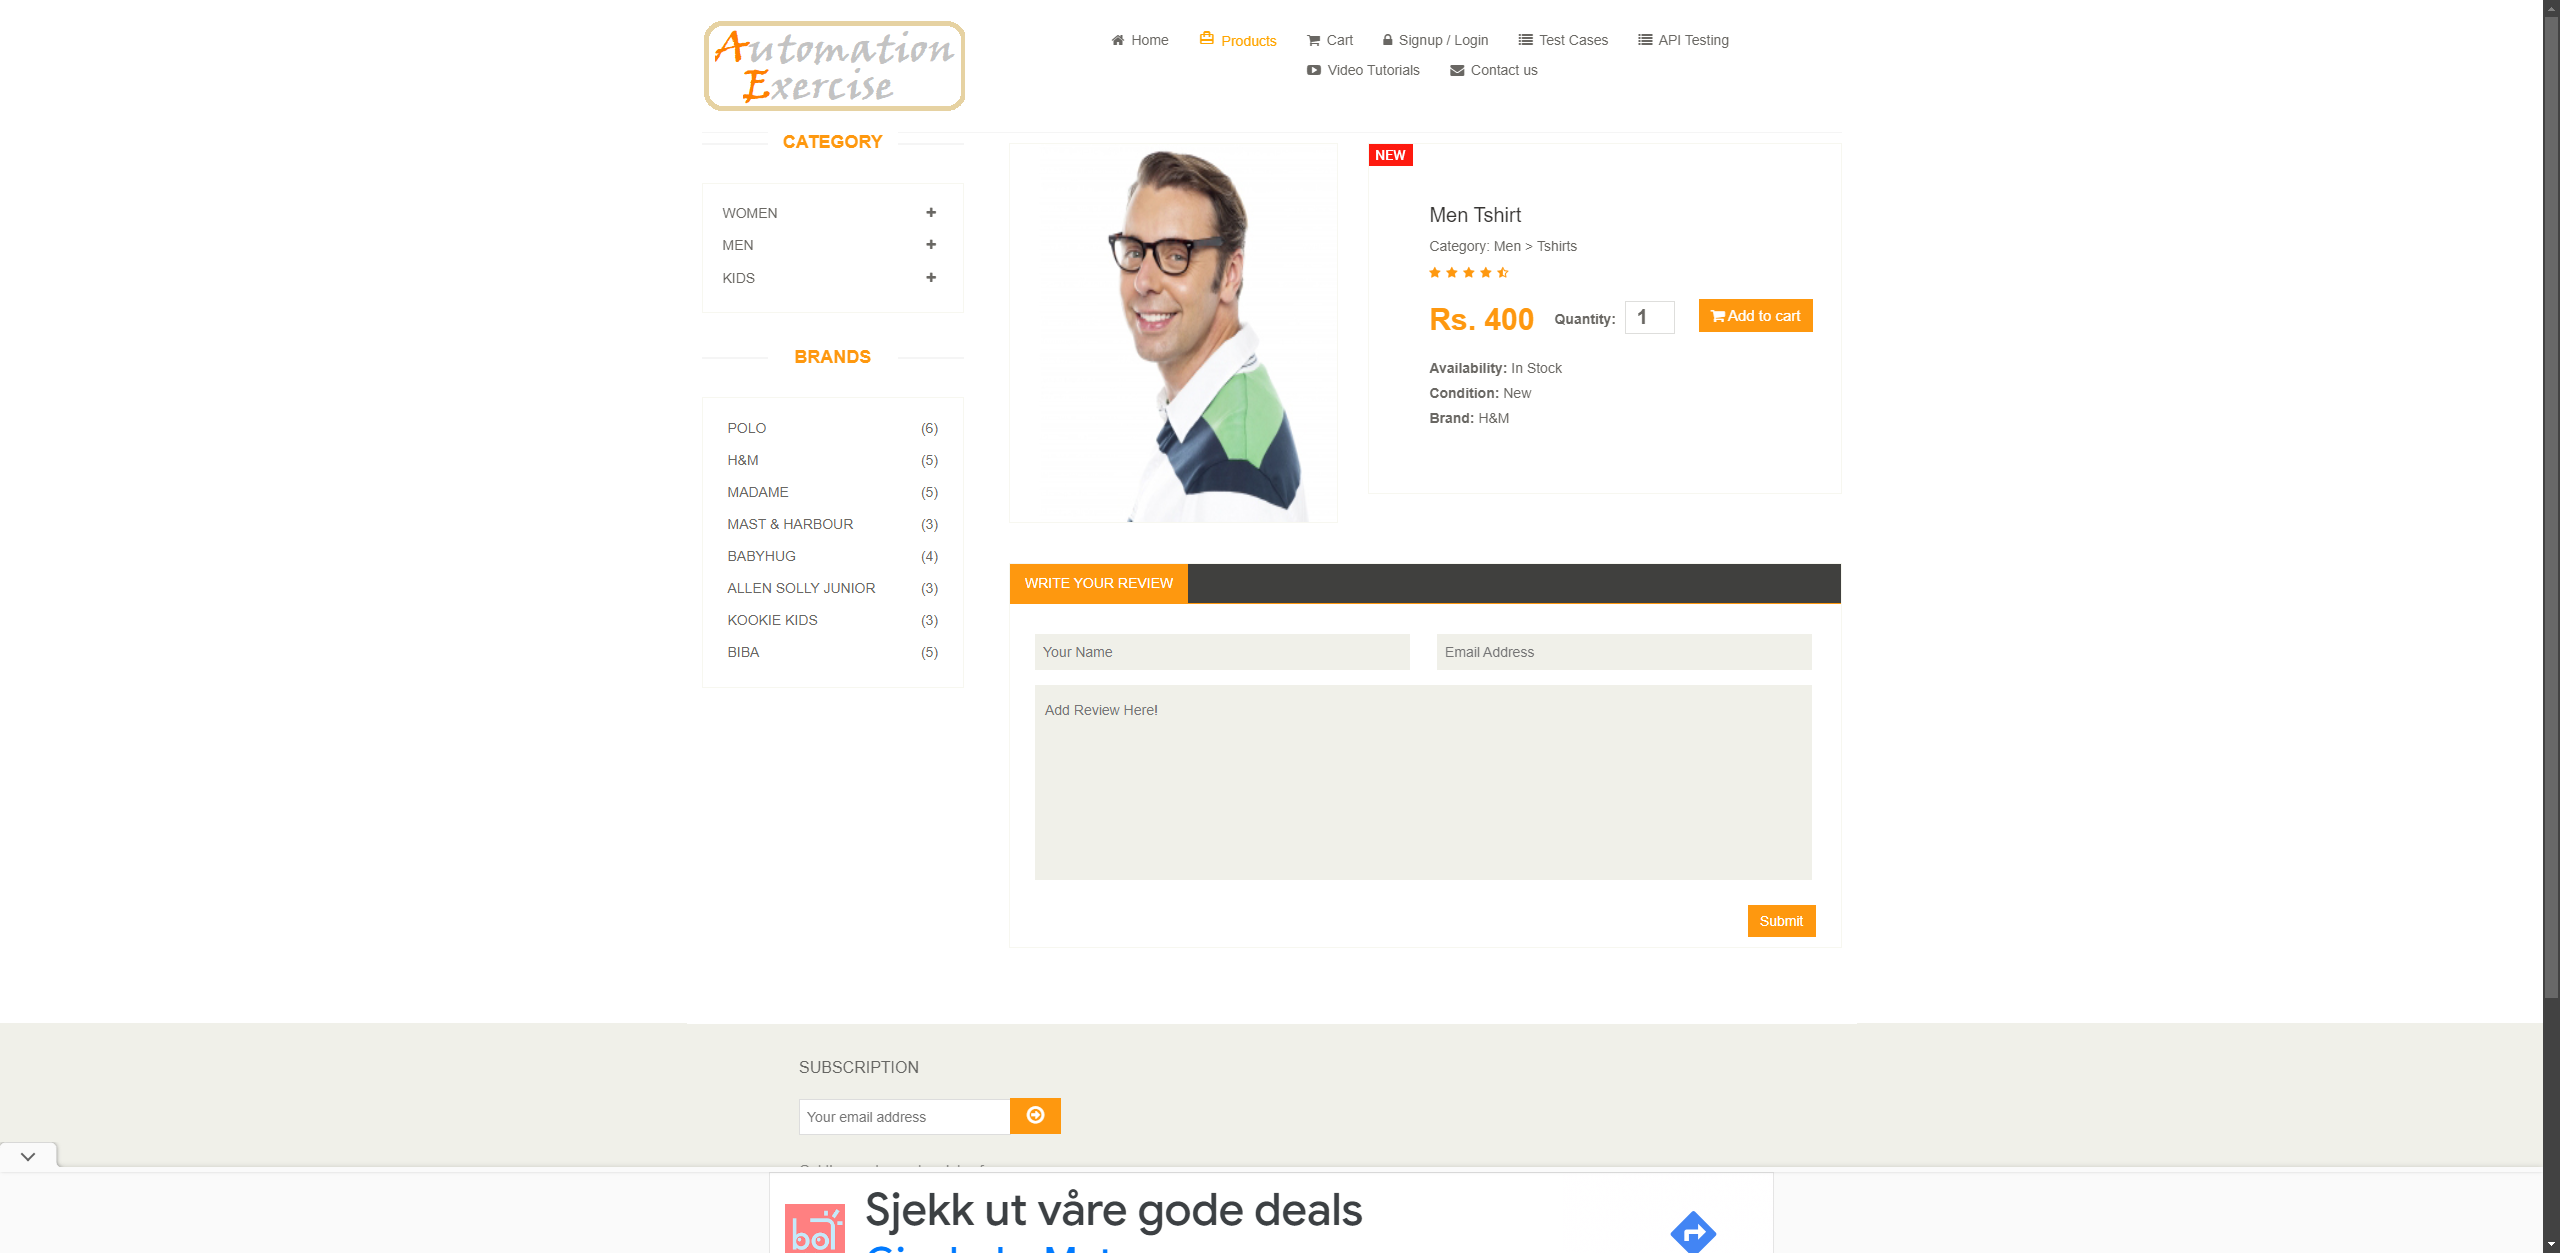 Automation
Exercise
Home
Products
Cart
Signup / Login
Test Cases
API Testing
Video Tutorials
Contact us
CATEGORY
WOMEN
MEN
KIDS
BRANDS
POLO (6)
H&M (5)
MADAME (5)
MAST & HARBOUR (3)
BABYHUG (4)
ALLEN SOLLY JUNIOR (3)
KOOKIE KIDS (3)
BIBA (5)
NEW
Men Tshirt
Category: Men > Tshirts
Rs. 400
Quantity: 1
Add to cart
Availability: In Stock
Condition: New
Brand: H&M
WRITE YOUR REVIEW
Your Name
Email Address
Add Review Here!
Submit
SUBSCRIPTION
Your email address
Sjekk ut våre gode deals
bol